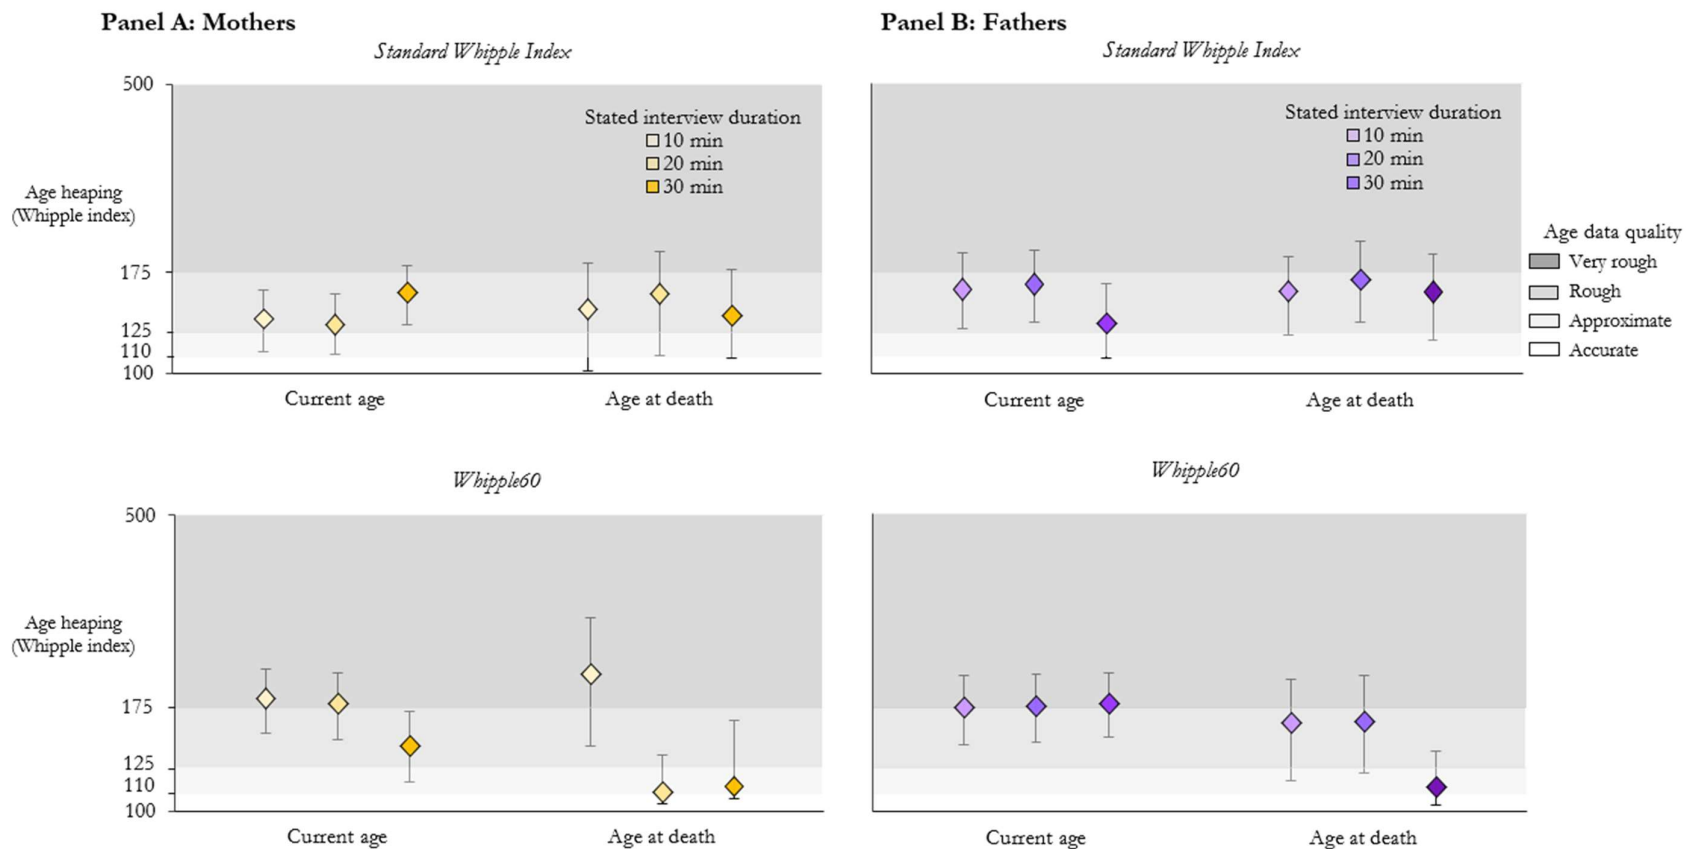 Panel A: Mothers
Standard Whipple Index
500
175
125
110
100
Age heaping
(Whipple index)
Stated interview duration
10 min
20 min
30 min
Current age
Age at death
Panel B: Fathers
Standard Whipple Index
Stated interview duration
10 min
20 min
30 min
Current age
Age at death
Age data quality
Very rough
Rough
Approximate
Accurate
Whipple60
500
175
125
110
100
Age heaping
(Whipple index)
Current age
Age at death
Whipple60
Current age
Age at death